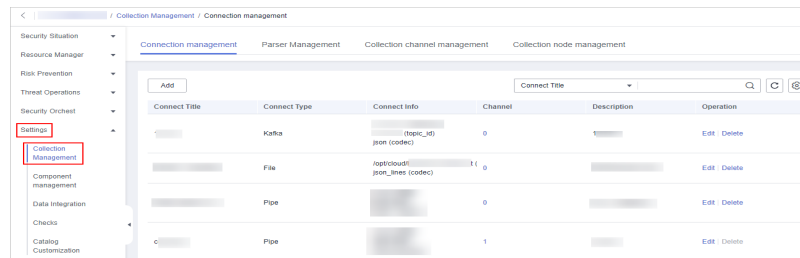 / Collection Management / Connection management
Security Situation
Resource Manager
Risk Prevention
Threat Operations
Security Orchest
Settings
Collection
Management
Component
management
Data Integration
Checks
Catalog
Customization
Connection management Parser Management Collection channel management Collection node management
Add Connect Title
Connect Title Connect Type Connect Info Channel Description Operation
Kafka (topic_id) 0 Edit Delete
json (codec)
File /opt/cloud/ t ( 0 Edit Delete
json_lines (codec)
Pipe 0 Edit Delete
Pipe 1 Edit Delete